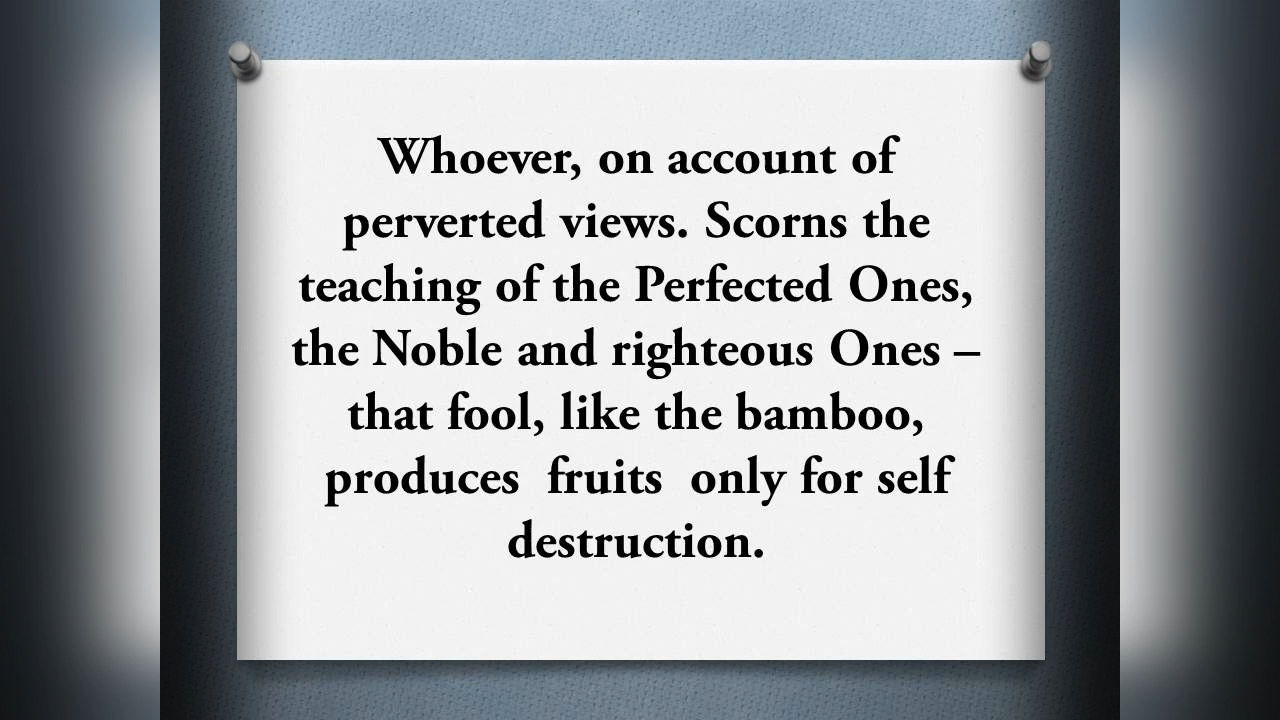 Whoever, on account of
perverted views. Scorns the
teaching of the Perfected Ones,
the Noble and righteous Ones –
that fool, like the bamboo,
produces  fruits  only for self
destruction.